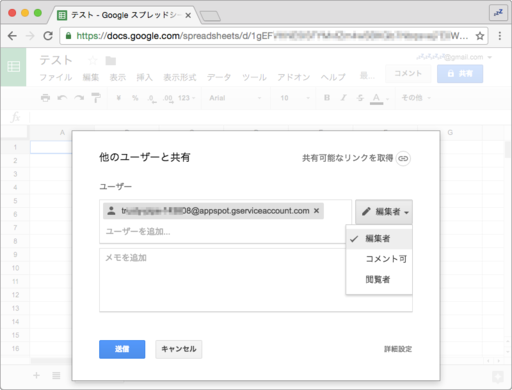 テスト - Google スプレッドシー
https://docs.google.com/spreadsheets/d/1gEF
テスト
@gmail.com
ファイル 編集 表示 挿入 表示形式 データ ツール アドオン ヘルプ
コメント
共有
¥ % .0 .00 123
Arial
10
B I S A
その他
fx
A
G
1
2
3
4
5
6
7
8
9
10
11
12
13
14
15
16
他のユーザーと共有
共有可能なリンクを取得
ユーザー
08@appspot.gserviceaccount.com ×
編集者
ユーザーを追加...
編集者
コメント可
閲覧者
メモを追加
送信
キャンセル
詳細設定